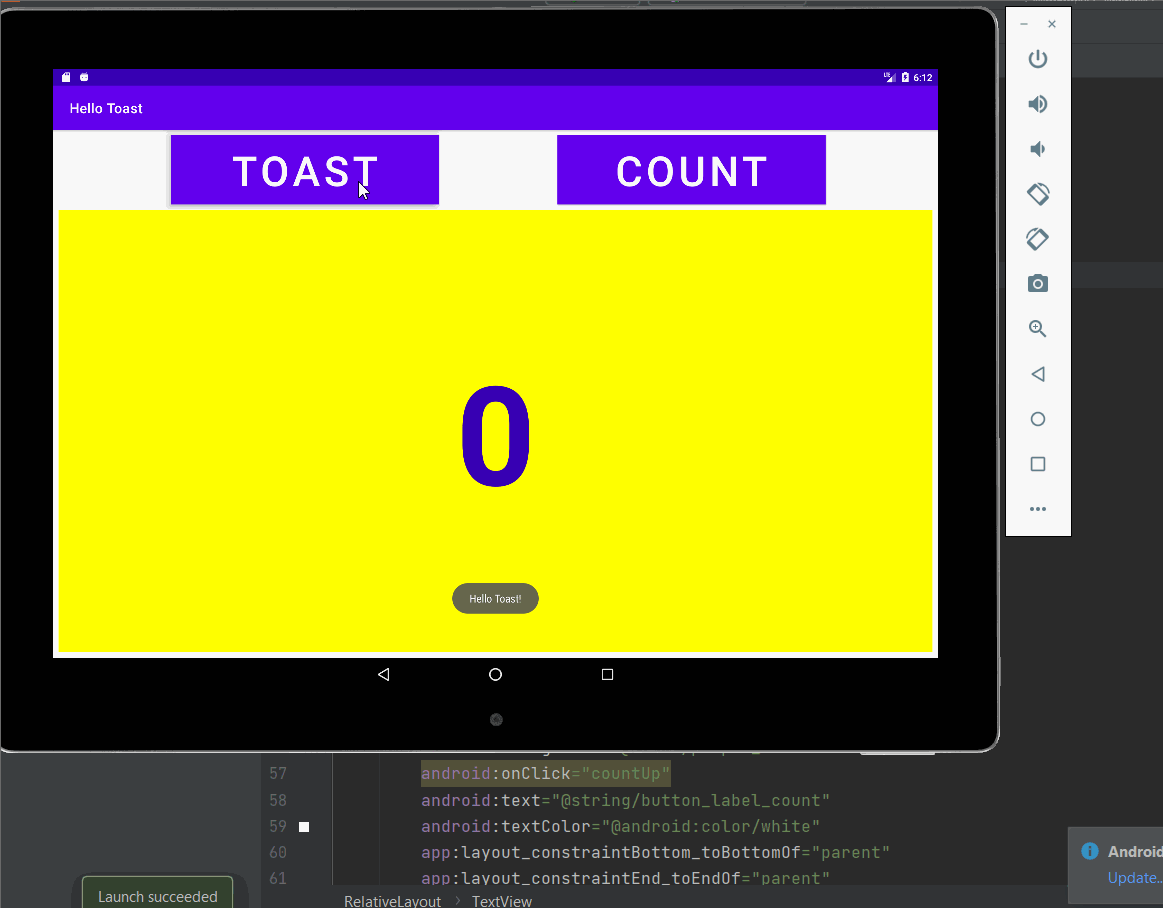 6:12
Hello Toast
TOAST
COUNT
0
Hello Toast!
57 android:onClick="countUp"
58 android:text="@string/button_label_count"
59 android:textColor="@android:color/white"
60 app:layout_constraintBottom_toBottomOf="parent"
61 app:layout_constraintEnd_toEndOf="parent"
Android
Update...
Launch succeeded
RelativeLayout > TextView